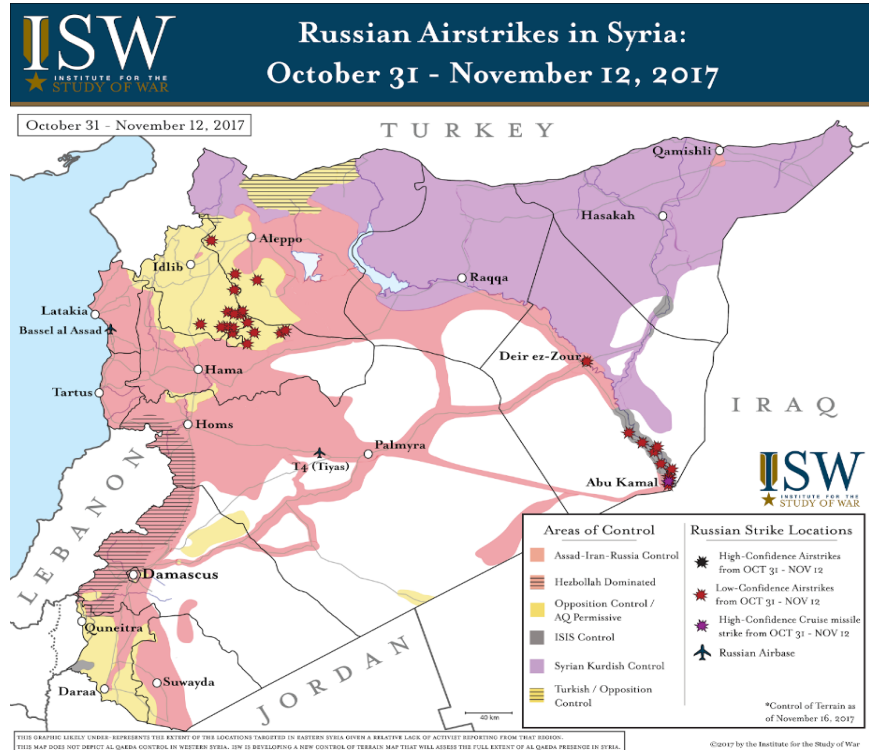 ISW
INSTITUTE FOR THE
STUDY OF WAR
Russian Airstrikes in Syria:
October 31 - November 12, 2017
October 31 - November 12, 2017
TURKEY
Qamishli
Hasakah
Aleppo
Idlib
Raqqa
Latakia
Bassel al Assad
Deir ez-Zour
Hama
Tartus
IRAQ
Homs
Palmyra
T4 (Tiyas)
Abu Kamal
ISW
INSTITUTE FOR THE
STUDY OF WAR
LEBANON
Damascus
Quneitra
Daraa
Suwayda
JORDAN
40 km
Areas of Control
Assad-Iran-Russia Control
Hezbollah Dominated
Opposition Control /
AQ Permissive
ISIS Control
Syrian Kurdish Control
Turkish / Opposition
Control
Russian Strike Locations
High-Confidence Airstrikes
from OCT 31 - NOV 12
Low-Confidence Airstrikes
from OCT 31 - NOV 12
High-Confidence Cruise missile
strike from OCT 31 - NOV 12
Russian Airbase
*Control of Terrain as
of November 16, 2017
THIS GRAPHIC LIKELY UNDER-REPRESENTS THE EXTENT OF THE LOCATIONS TARGETED IN EASTERN SYRIA GIVEN A RELATIVE LACK OF ACTIVIST REPORTING FROM THAT REGION.
THIS MAP DOES NOT DEPICT AL QAEDA CONTROL IN WESTERN SYRIA. ISW IS DEVELOPING A NEW CONTROL OF TERRAIN MAP THAT WILL ASSESS THE FULL EXTENT OF AL QAEDA PRESENCE IN SYRIA.
©2017 by the Institute for the Study of War